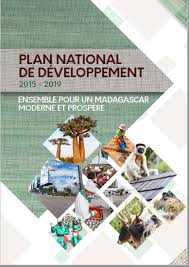 PLAN NATIONAL
DE DÉVELOPPEMENT
2015 - 2019
ENSEMBLE POUR UN MADAGASCAR
MODERNE ET PROSPÈRE